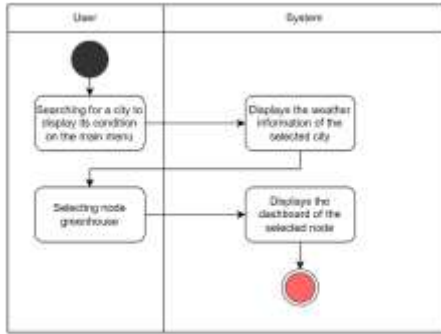 User
System
Searching for a city to
display its condition
on the main menu
Displays the weather
information of the
selected city
Selecting node
greenhouse
Displays the
dashboard of the
selected node